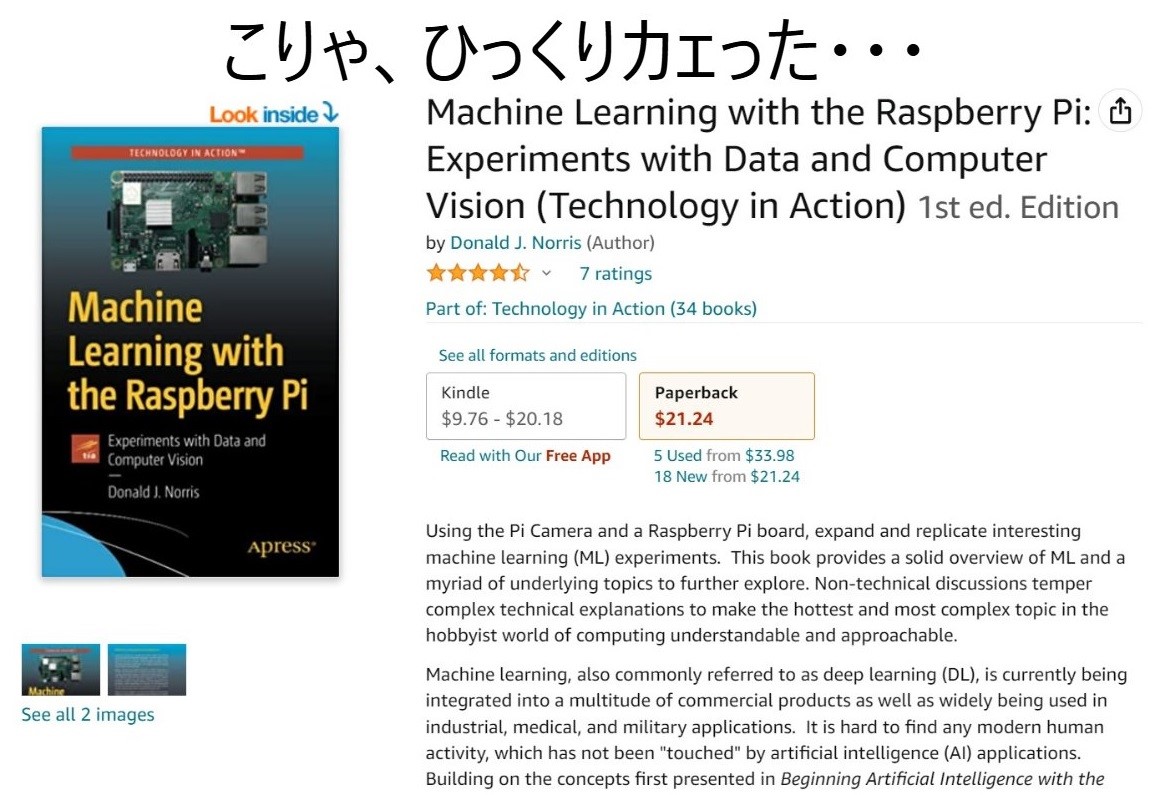 こりゃ、ひっくりカェった・・・
Look inside
TECHNOLOGY IN ACTION™
Machine
Learning with
the Raspberry Pi
tia
Experiments with Data and
Computer Vision
Donald J. Norris
Apress®
Machine
See all 2 images
Machine Learning with the Raspberry Pi:
Experiments with Data and Computer
Vision (Technology in Action) 1st ed. Edition
by Donald J. Norris (Author)
7 ratings
Part of: Technology in Action (34 books)
See all formats and editions
Kindle
$9.76 - $20.18
Read with Our Free App
Paperback
$21.24
5 Used from $33.98
18 New from $21.24
Using the Pi Camera and a Raspberry Pi board, expand and replicate interesting
machine learning (ML) experiments.  This book provides a solid overview of ML and a
myriad of underlying topics to further explore. Non-technical discussions temper
complex technical explanations to make the hottest and most complex topic in the
hobbyist world of computing understandable and approachable.
Machine learning, also commonly referred to as deep learning (DL), is currently being
integrated into a multitude of commercial products as well as widely being used in
industrial, medical, and military applications.  It is hard to find any modern human
activity, which has not been "touched" by artificial intelligence (AI) applications.
Building on the concepts first presented in Beginning Artificial Intelligence with the